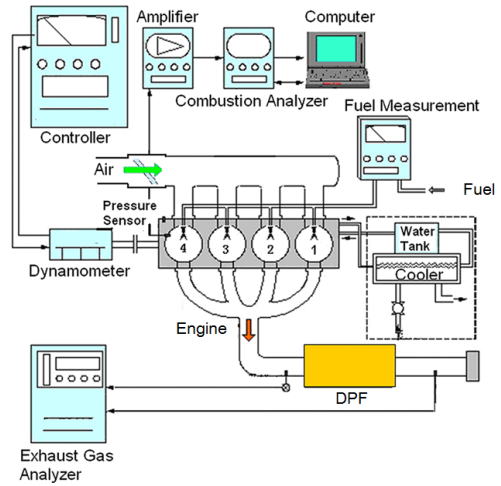 Amplifier
Computer
Combustion Analyzer
Fuel Measurement
Controller
Air
Fuel
Pressure
Sensor
Water
Tank
4
3
2
1
Dynamometer
Cooler
Engine
DPF
Exhaust Gas
Analyzer